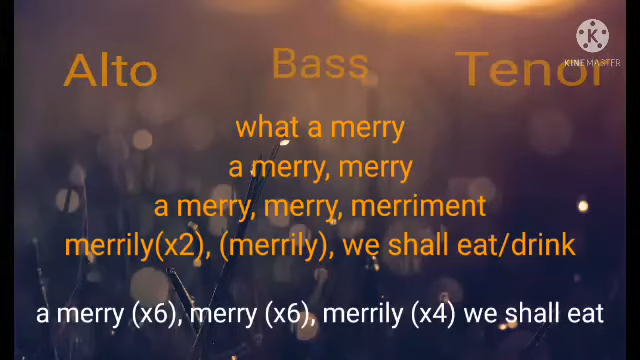 K
KINEMASTER
Alto Bass Tenor
what a merry
a merry, merry
a merry, merry, merriment
merrily(x2), (merrily), we shall eat/drink
a merry (x6), merry (x6), merrily (x4) we shall eat